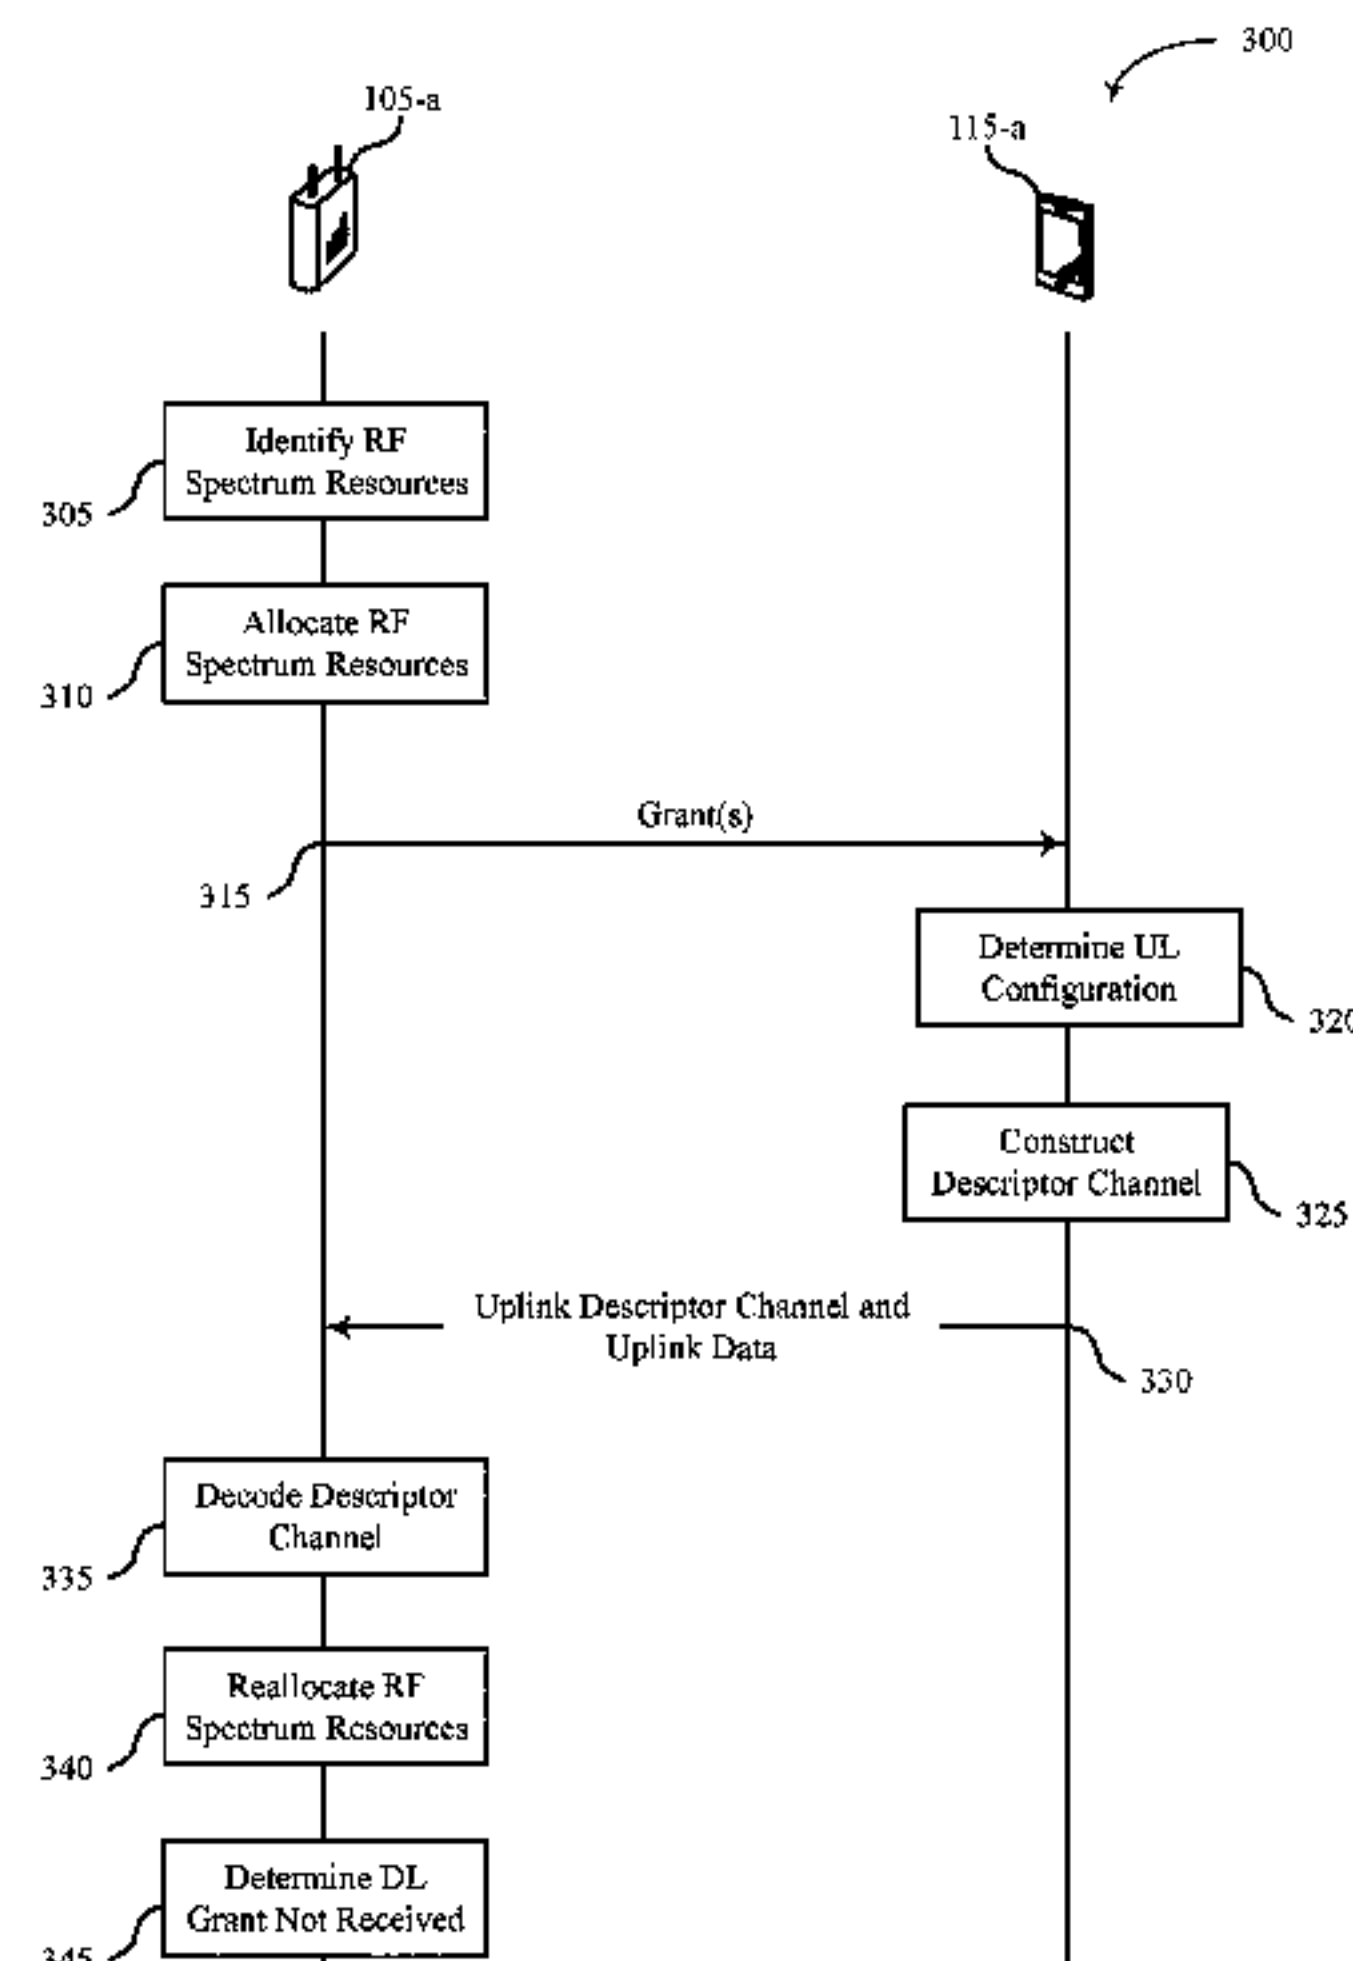 300
105-a
115-a
Identify RF
Spectrum Resources
305
Allocate RF
Spectrum Resources
310
Grant(s)
315
Determine UL
Configuration
320
Construct
Descriptor Channel
325
Uplink Descriptor Channel and
Uplink Data
330
Decode Descriptor
Channel
335
Reallocate RF
Spectrum Resources
340
Determine DL
Grant Not Received
345